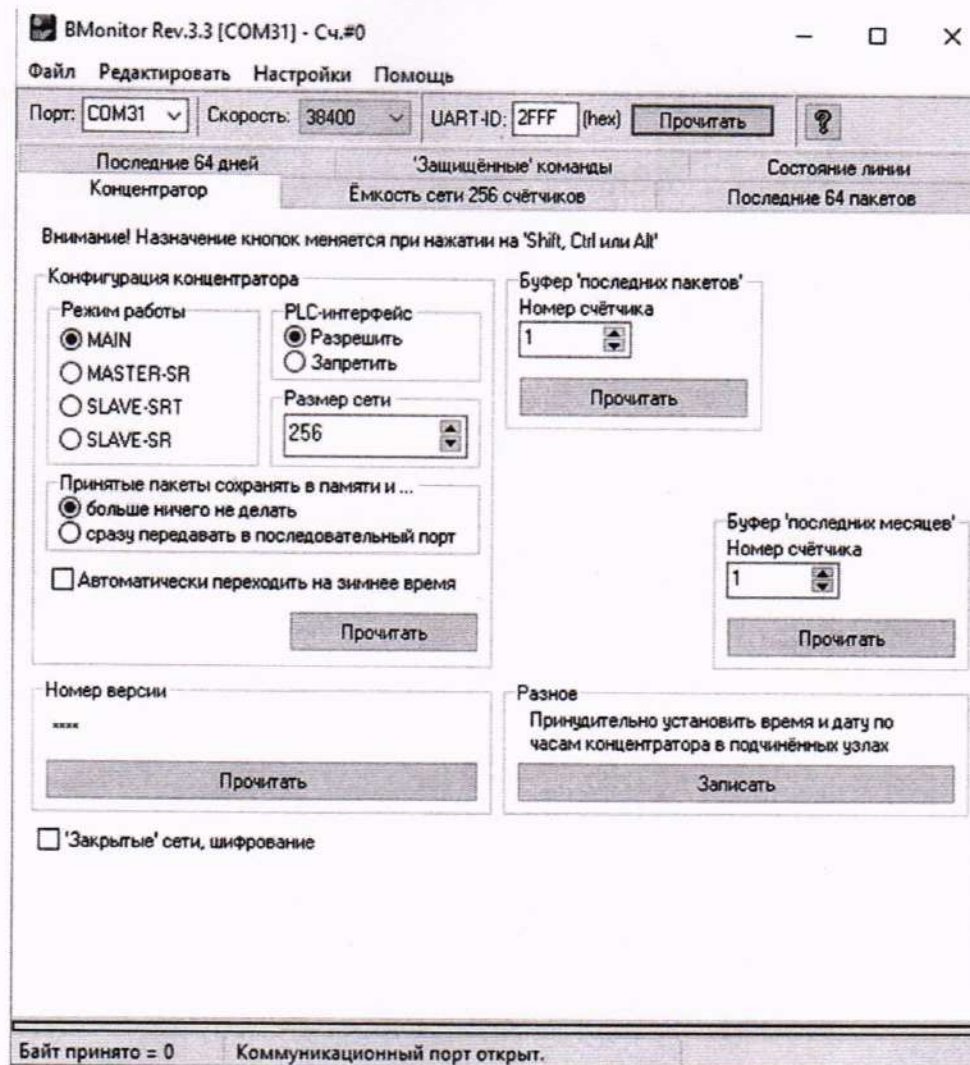 BMonitor Rev.3.3 [COM31] - Сч.#0
Файл Редактировать Настройки Помощь
Порт: COM31 Скорость: 38400 UART-ID: 2FFF (hex) Прочитать ?
Последние 64 дней 'Защищённые' команды Состояние линии
Концентратор Ёмкость сети 256 счётчиков Последние 64 пакетов
Внимание! Назначение кнопок меняется при нажатии на 'Shift, Ctrl или Alt'
Конфигурация концентратора
Режим работы
MAIN
MASTER-SR
SLAVE-SRT
SLAVE-SR
PLC-интерфейс
Разрешить
Запретить
Размер сети
256
Принятые пакеты сохранять в памяти и ...
больше ничего не делать
сразу передавать в последовательный порт
Автоматически переходить на зимнее время
Прочитать
Буфер 'последних пакетов'
Номер счётчика
1
Прочитать
Буфер 'последних месяцев'
Номер счётчика
1
Прочитать
Номер версии
****
Прочитать
Разное
Принудительно установить время и дату по
часам концентратора в подчинённых узлах
Записать
'Закрытые' сети, шифрование
Байт принято = 0 Коммуникационный порт открыт.